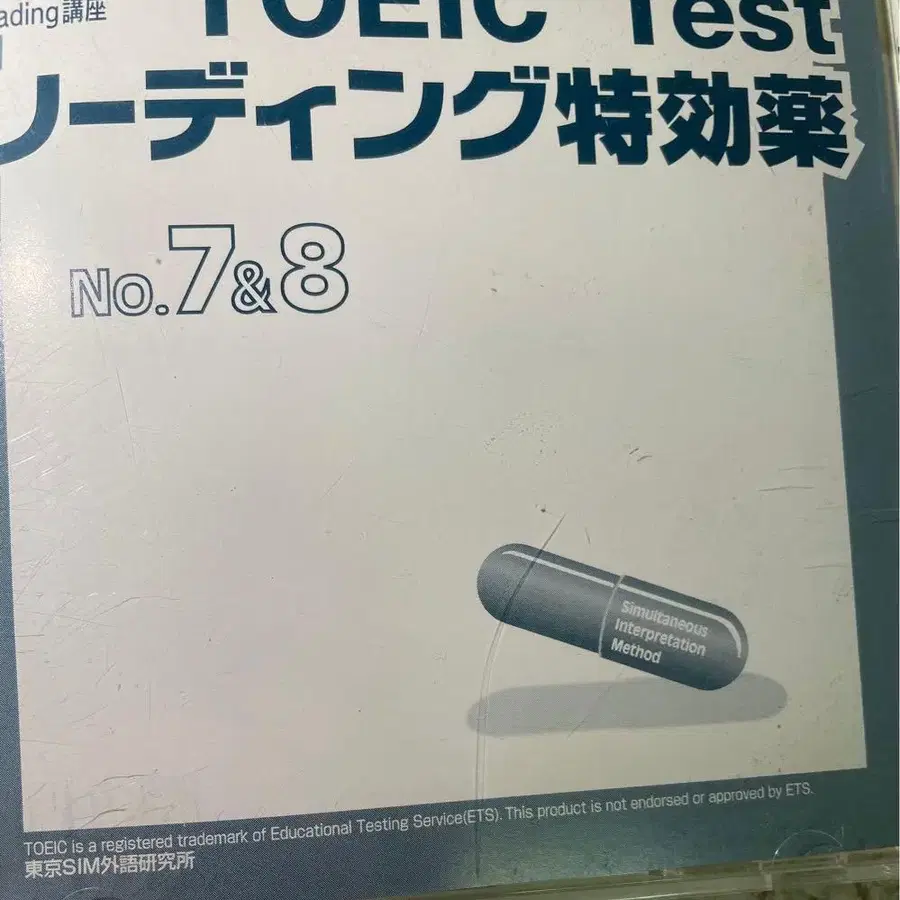 ading講座
TOEIC Test
リーディング特効薬
No.7&8
Simultaneous
Interpretation
Method
TOEIC is a registered trademark of Educational Testing Service(ETS). This product is not endorsed or approved by ETS.
東京SIM外語研究所